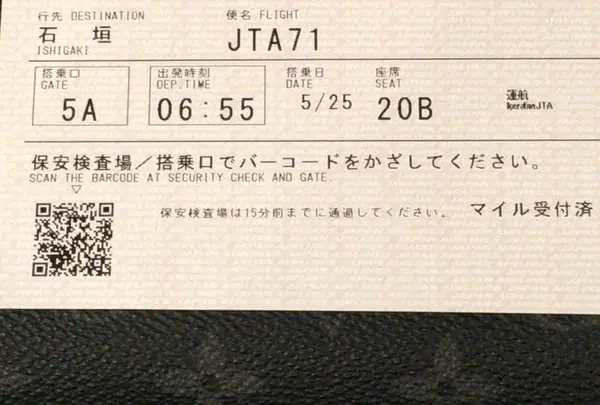 行先 DESTINATION 便名 FLIGHT
石垣 JTA71
ISHIGAKI
搭乗口 出発時刻 搭乗日 座席
GATE DEP.TIME DATE SEAT
5A 06:55 5/25 20B
運航
Operation JTA
保安検査場/搭乗口でバーコードをかざしてください。
SCAN THE BARCODE AT SECURITY CHECK AND GATE.
保安検査場は15分前までに通過してください。 マイル受付済